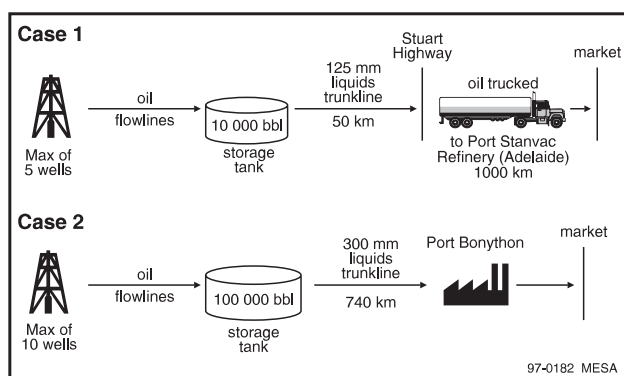 Case 1
Max of
5 wells
oil
flowlines
10 000 bbl
storage
tank
125 mm
liquids
trunkline
50 km
Stuart
Highway
oil trucked
to Port Stanvac
Refinery (Adelaide)
1000 km
market
Case 2
Max of
10 wells
oil
flowlines
100 000 bbl
storage
tank
300 mm
liquids
trunkline
740 km
Port Bonython
market
97-0182 MESA